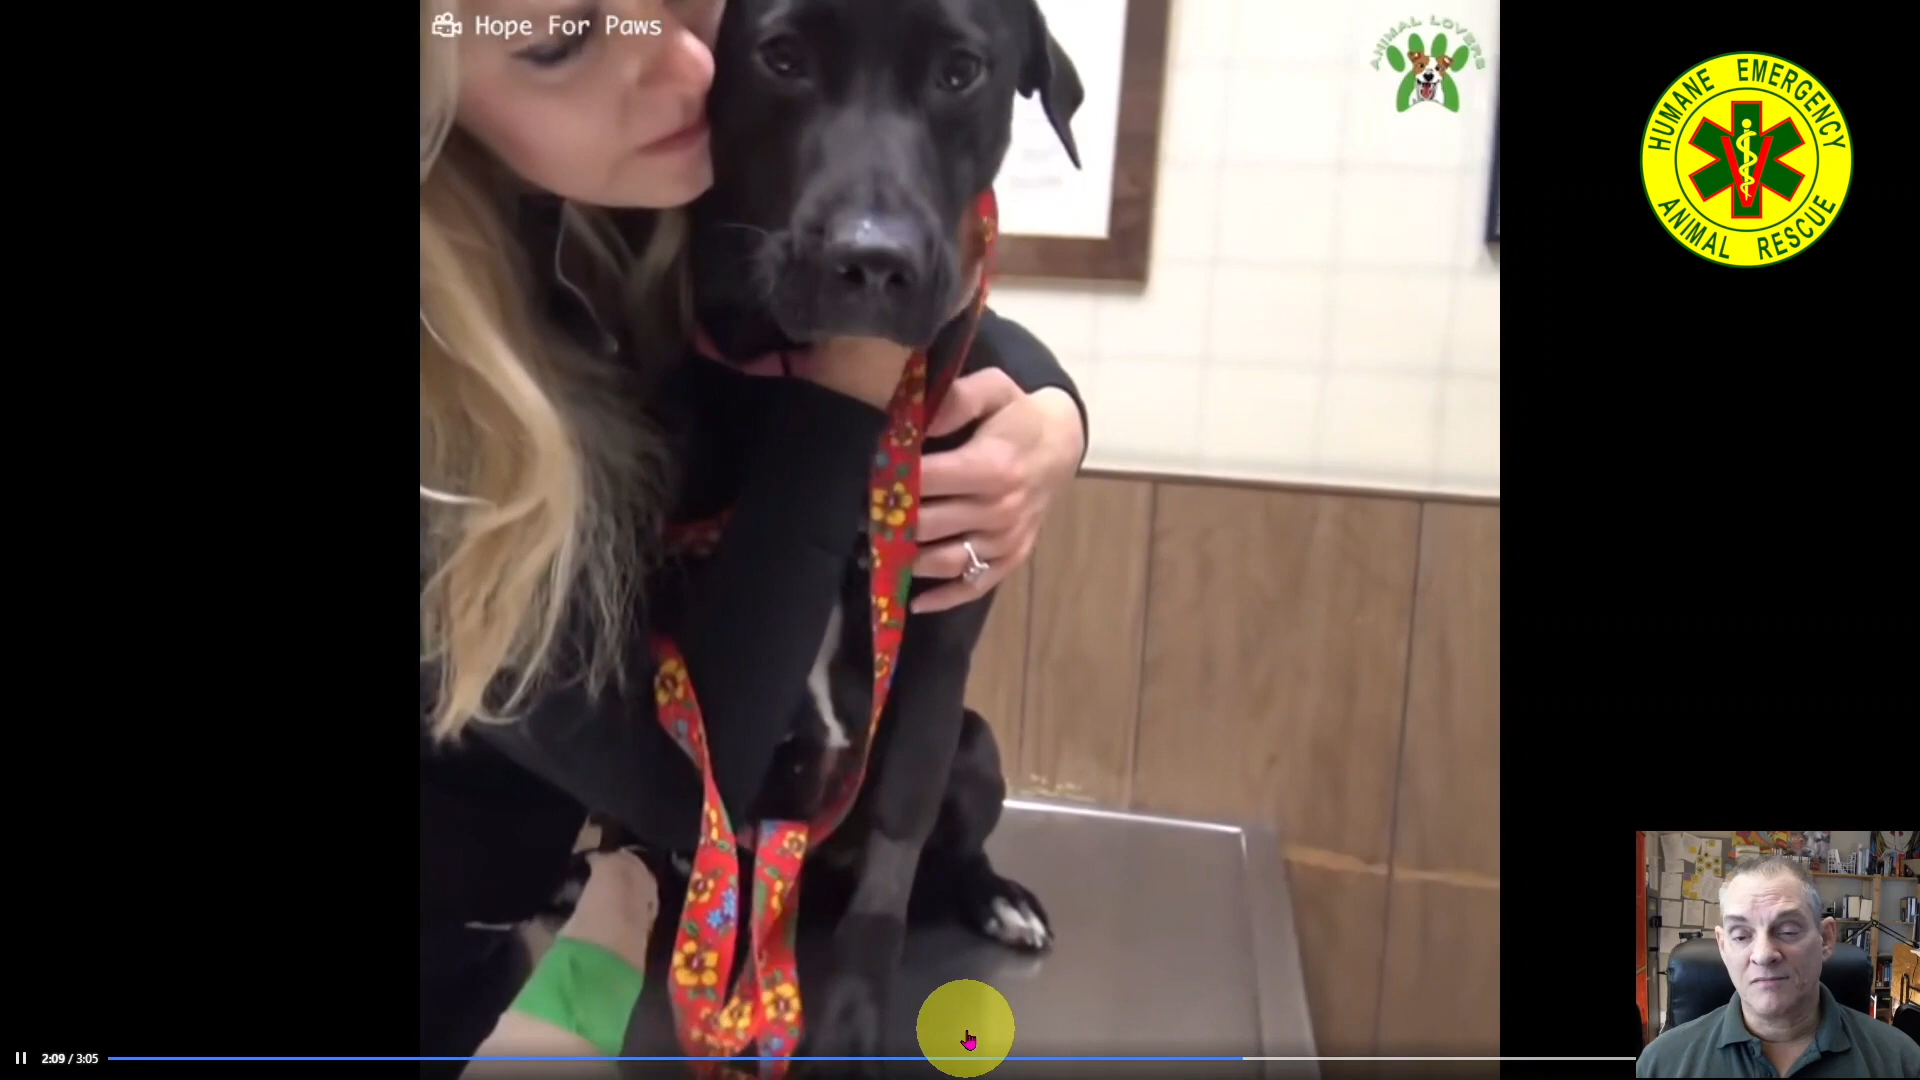 Hope For Paws
ANIMAL LOVERS
HUMANE EMERGENCY
ANIMAL RESCUE
2:09 / 3:05